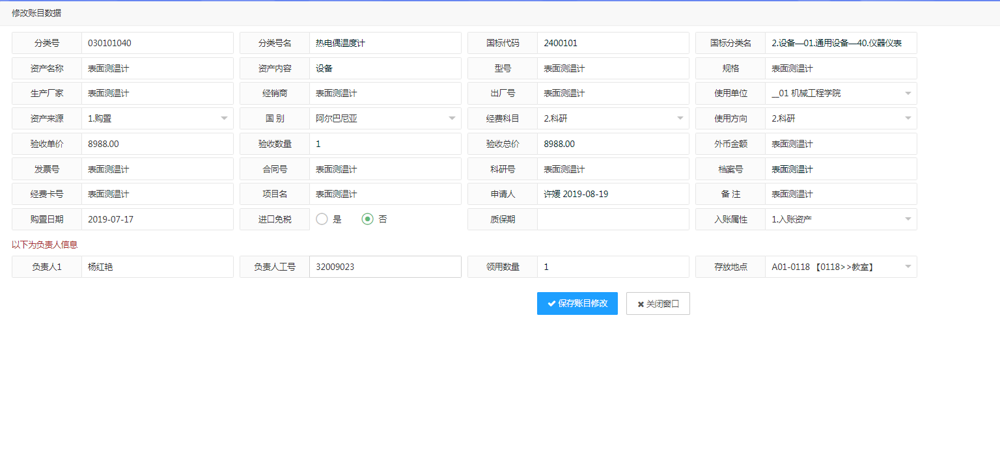 修改账目数据
分类号 030101040 分类号名 热电偶温度计 国标代码 2400101 国标分类名 2.设备—01.通用设备—40.仪器仪表
资产名称 表面测温计 资产内容 设备 型号 表面测温计 规格 表面测温计
生产厂家 表面测温计 经销商 表面测温计 出厂号 表面测温计 使用单位 __01 机械工程学院
资产来源 1.购置 国 别 阿尔巴尼亚 经费科目 2.科研 使用方向 2.科研
验收单价 8988.00 验收数量 1 验收总价 8988.00 外币金额 表面测温计
发票号 表面测温计 合同号 表面测温计 科研号 表面测温计 档案号 表面测温计
经费卡号 表面测温计 项目名 表面测温计 申请人 许嫒 2019-08-19 备 注 表面测温计
购置日期 2019-07-17 进口免税 是 否 质保期 入账属性 1.入账资产
以下为负责人信息
负责人1 杨红艳 负责人工号 32009023 领用数量 1 存放地点 A01-0118 【0118>>教室】
保存账目修改 关闭窗口